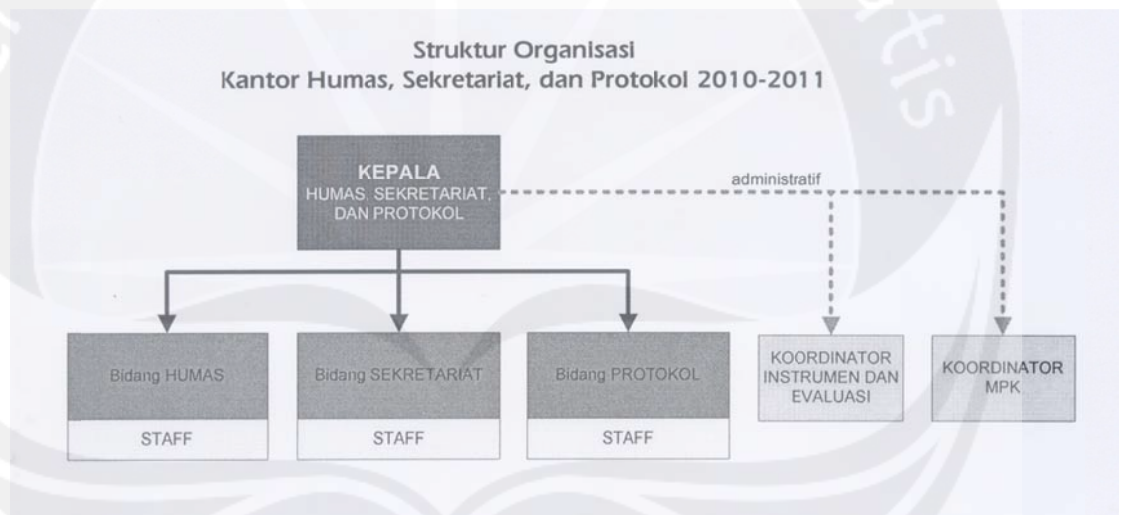 Struktur Organisasi
Kantor Humas, Sekretariat, dan Protokol 2010-2011
KEPALA
HUMAS, SEKRETARIAT,
DAN PROTOKOL
administratif
Bidang HUMAS
STAFF
Bidang SEKRETARIAT
STAFF
Bidang PROTOKOL
STAFF
KOORDINATOR
INSTRUMEN DAN
EVALUASI
KOORDINATOR
MPK